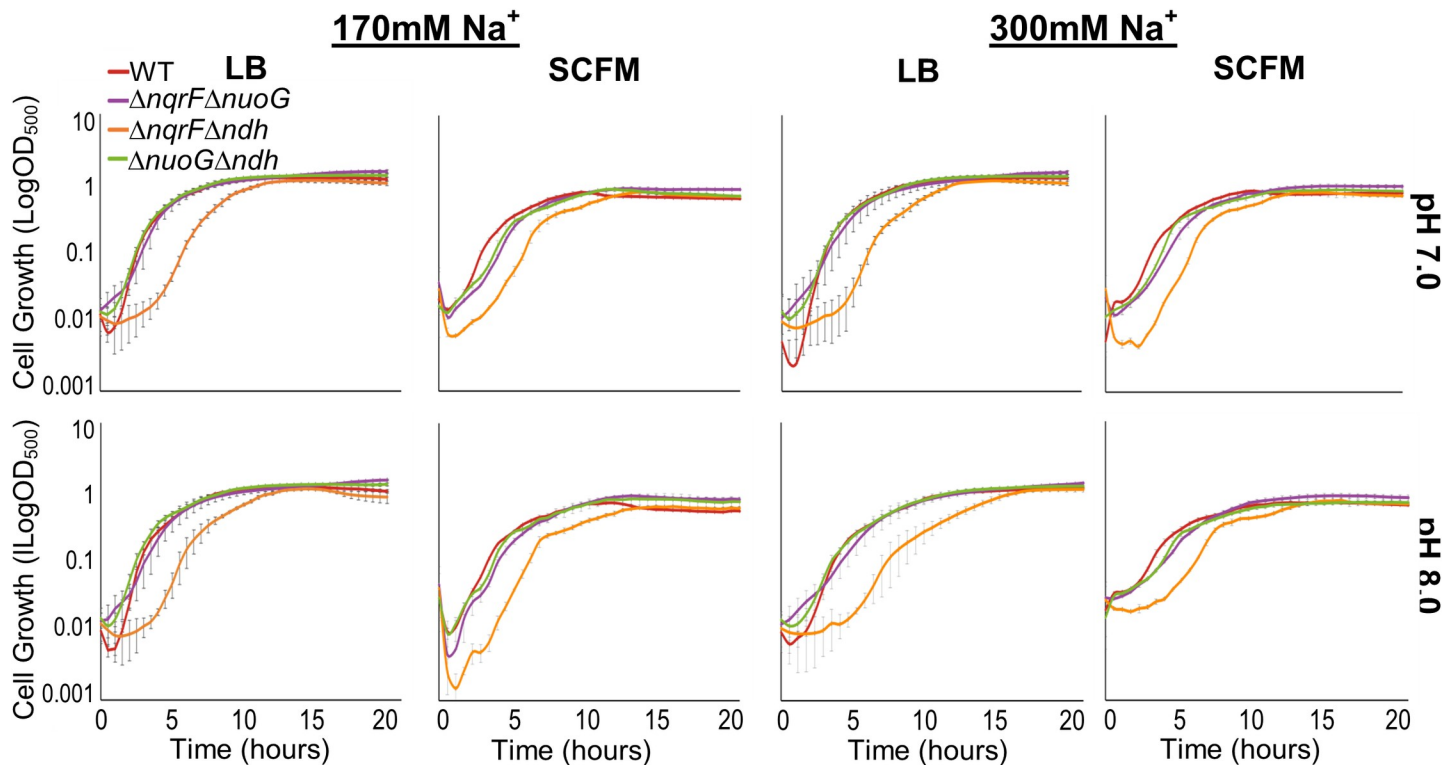 170mM Na⁺
300mM Na⁺
LB
SCFM
LB
SCFM
WT
ΔnqrFΔnuoG
ΔnqrFΔndh
ΔnuoGΔndh
Cell Growth (LogOD₅₀₀)
10
1
0.1
0.01
0.001
pH 7.0
Cell Growth (lLogOD₅₀₀)
10
1
0.1
0.01
0.001
pH 8.0
0 5 10 15 20
0 5 10 15 20
0 5 10 15 20
0 5 10 15 20
Time (hours)
Time (hours)
Time (hours)
Time (hours)